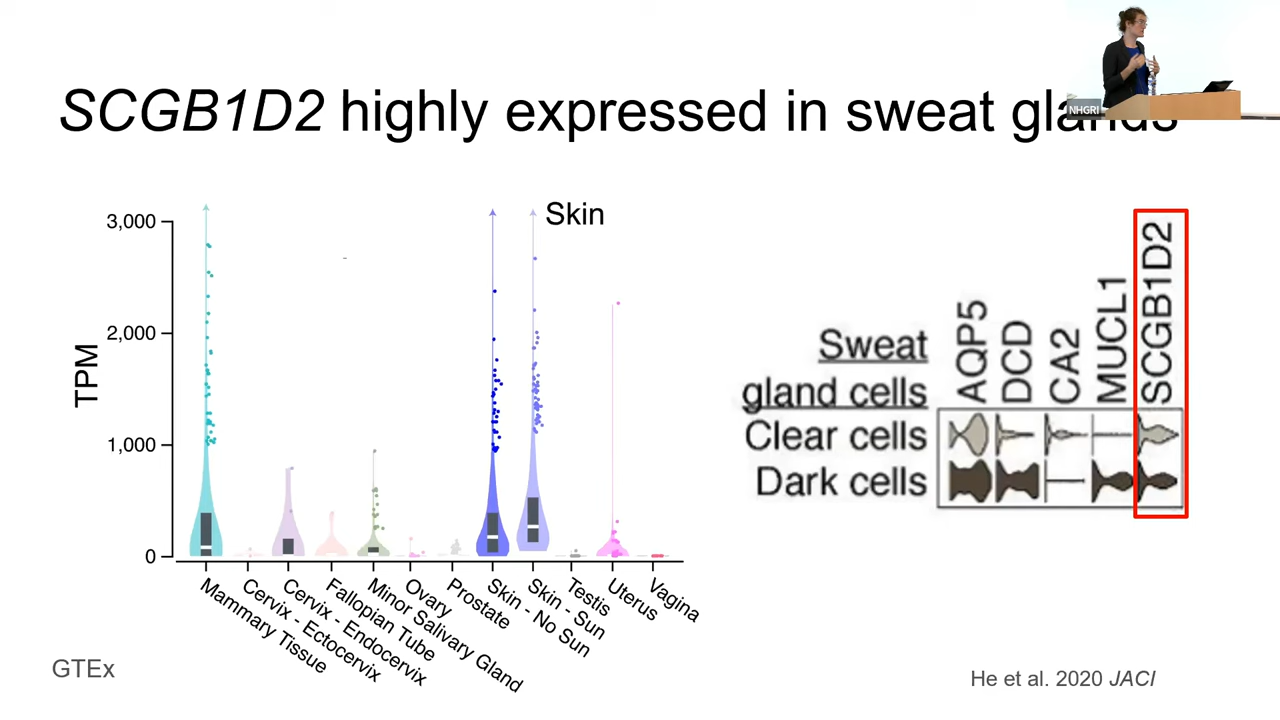 SCGB1D2 highly expressed in sweat glands
NHGRI
3,000
2,000
1,000
0
TPM
Skin
Mammary Tissue
Cervix - Ectocervix
Cervix - Endocervix
Fallopian Tube
Minor Salivary Gland
Ovary
Prostate
Skin - No Sun
Skin - Sun
Testis
Uterus
Vagina
GTEx
Sweat
gland cells
AQP5
DCD
CA2
MUCL1
SCGB1D2
Clear cells
Dark cells
He et al. 2020 JACI